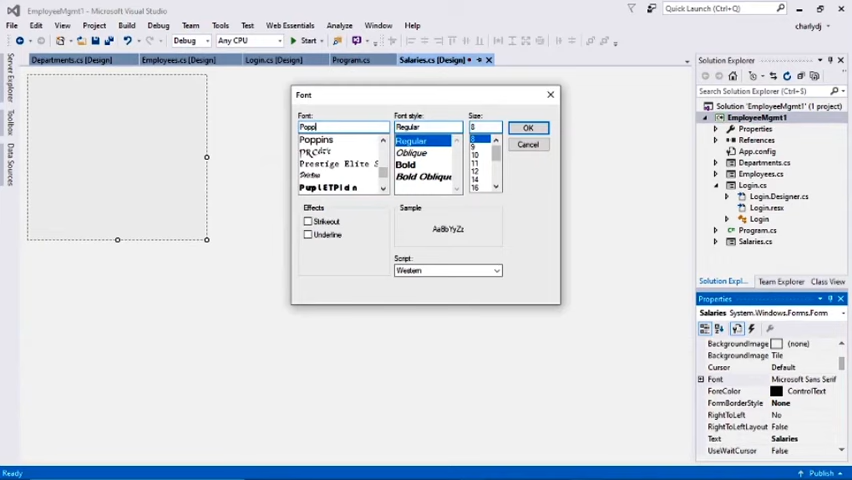 EmployeeMgmt1 - Microsoft Visual Studio
Quick Launch (Ctrl+Q)
File Edit View Project Build Debug Team Tools Test Web Essentials Analyze Window Help
charlydj
Debug Any CPU Start
Server Explorer
Data Sources
Departments.cs [Design] Employees.cs [Design] Login.cs [Design] Program.cs Salaries.cs [Design]
Font
Font: Font style: Size:
Popp Regular 8
OK
Cancel
Poppins
PRCHTS
Prestige Elite S
PupLETPlain
Regular
Oblique
Bold
Bold Oblique
8
9
10
11
12
14
16
Effects
Strikeout
Underline
Sample
AaBbYyZz
Script:
Western
Solution Explorer
Search Solution Explorer (Ctrl+;)
Solution 'EmployeeMgmt1' (1 project)
EmployeeMgmt1
Properties
References
App.config
Departments.cs
Employees.cs
Login.cs
Login.Designer.cs
Login.resx
Login
Program.cs
Salaries.cs
Solution Expl... Team Explorer Class View
Properties
Salaries System.Windows.Forms.Form
BackgroundImage (none)
BackgroundImage Tile
Cursor Default
Font Microsoft Sans Serif
ForeColor ControlText
FormBorderStyle None
RightToLeft No
RightToLeftLayout False
Text Salaries
UseWaitCursor False
Ready
Publish